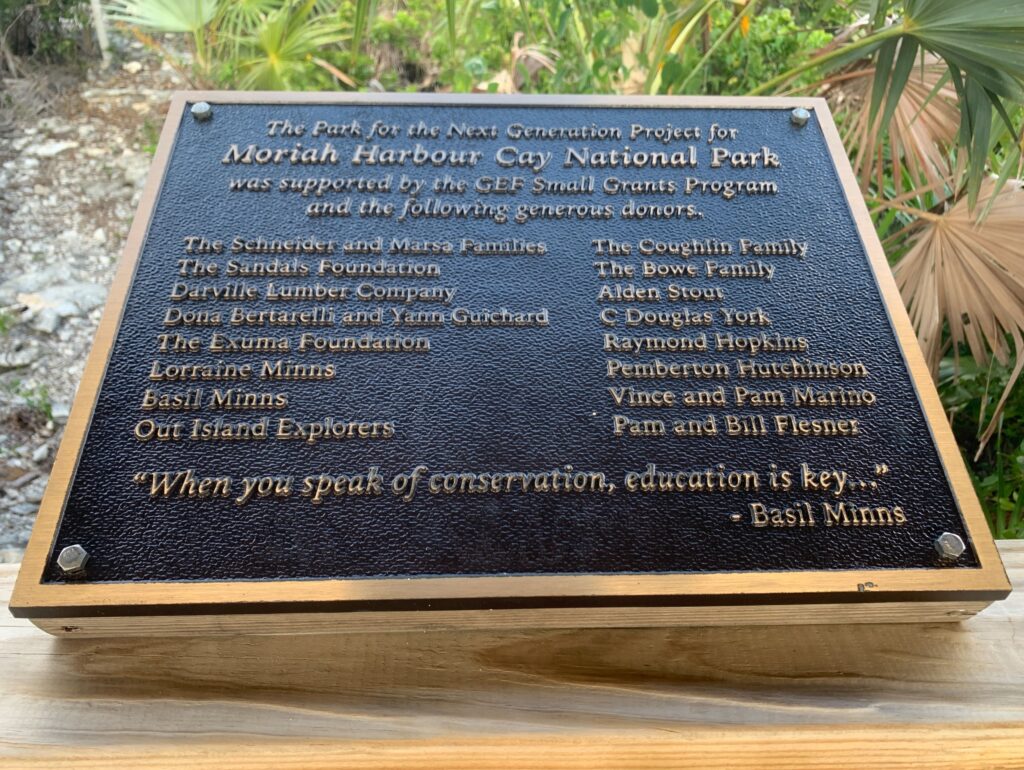 The Park for the Next Generation Project for
Moriah Harbour Cay National Park
was supported by the GEF Small Grants Program
and the following generous donors..
The Schneider and Marsa Families
The Sandals Foundation
Darville Lumber Company
Dona Bertarelli and Yann Guichard
The Exuma Foundation
Lorraine Minns
Basil Minns
Out Island Explorers
The Coughlin Family
The Bowe Family
Alden Stout
C Douglas York
Raymond Hopkins
Pemberton Hutchinson
Vince and Pam Marino
Pam and Bill Flesner
“When you speak of conservation, education is key...”
- Basil Minns